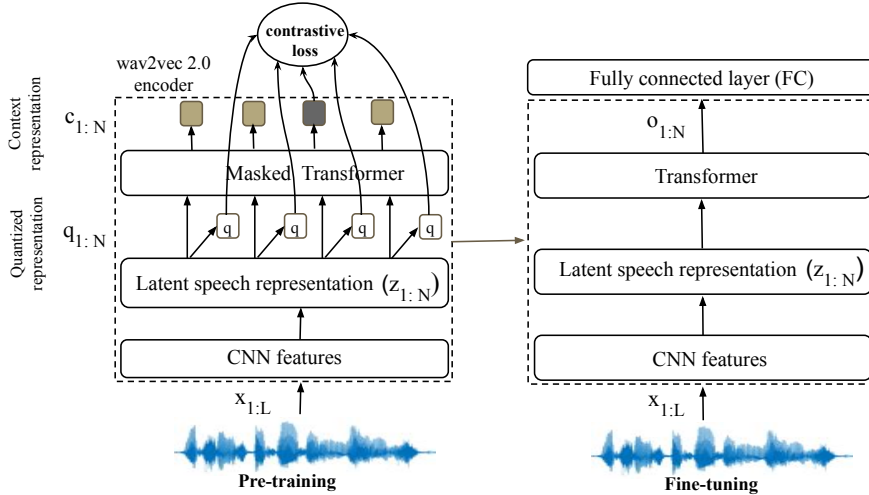 contrastive
loss
wav2vec 2.0
encoder
Context
representation
c1: N
Masked Transformer
Quantized
representation
q1: N
q q q q
Latent speech representation (z1: N)
CNN features
x1:L
Pre-training
Fully connected layer (FC)
o1:N
Transformer
Latent speech representation (z1: N)
CNN features
x1:L
Fine-tuning